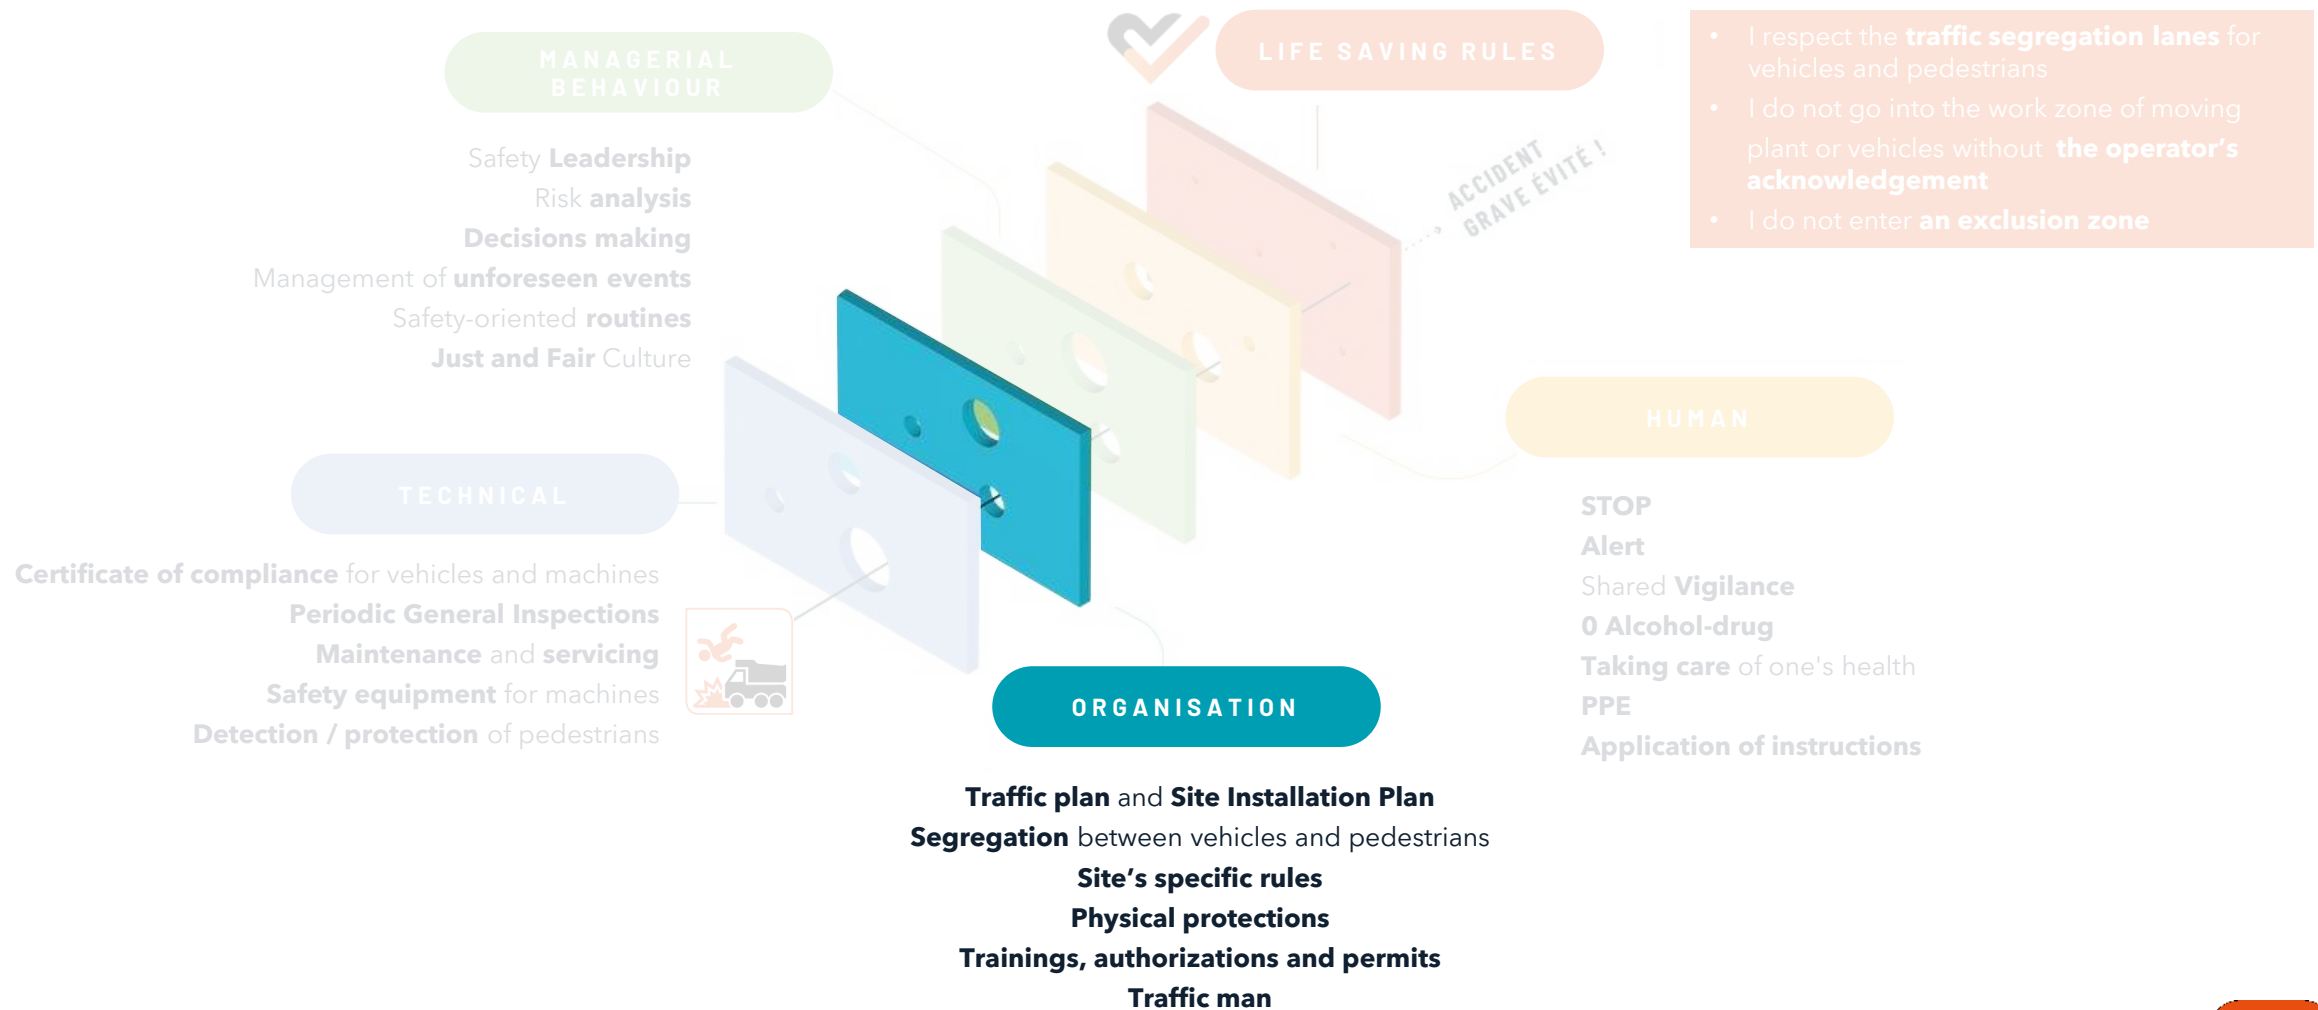 MANAGERIAL
BEHAVIOUR
Safety Leadership
Risk analysis
Decisions making
Management of unforeseen events
Safety-oriented routines
Just and Fair Culture
LIFE SAVING RULES
• I respect the traffic segregation lanes for
vehicles and pedestrians
• I do not go into the work zone of moving
plant or vehicles without the operator’s
acknowledgement
• I do not enter an exclusion zone
ACCIDENT
GRAVE ÉVITÉ !
TECHNICAL
Certificate of compliance for vehicles and machines
Periodic General Inspections
Maintenance and servicing
Safety equipment for machines
Detection / protection of pedestrians
HUMAN
STOP
Alert
Shared Vigilance
0 Alcohol-drug
Taking care of one's health
PPE
Application of instructions
ORGANISATION
Traffic plan and Site Installation Plan
Segregation between vehicles and pedestrians
Site’s specific rules
Physical protections
Trainings, authorizations and permits
Traffic man